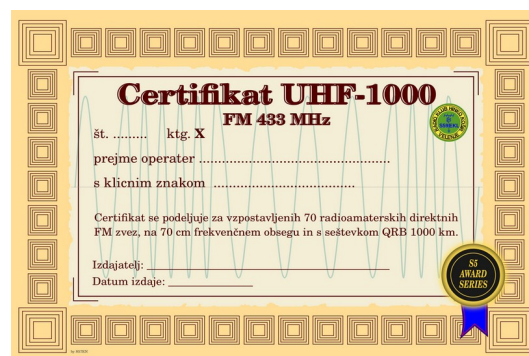 Certifikat UHF-1000
FM 433 MHz
št. ......... ktg. X
prejme operater ................................................
s klicnim znakom ...................................
Certifikat se podeljuje za vzpostavljenih 70 radioamaterskih direktnih
FM zvez, na 70 cm frekvenčnem obsegu in s seštevkom QRB 1000 km.
Izdajatelj:
Datum izdaje:
S5
AWARD
SERIES